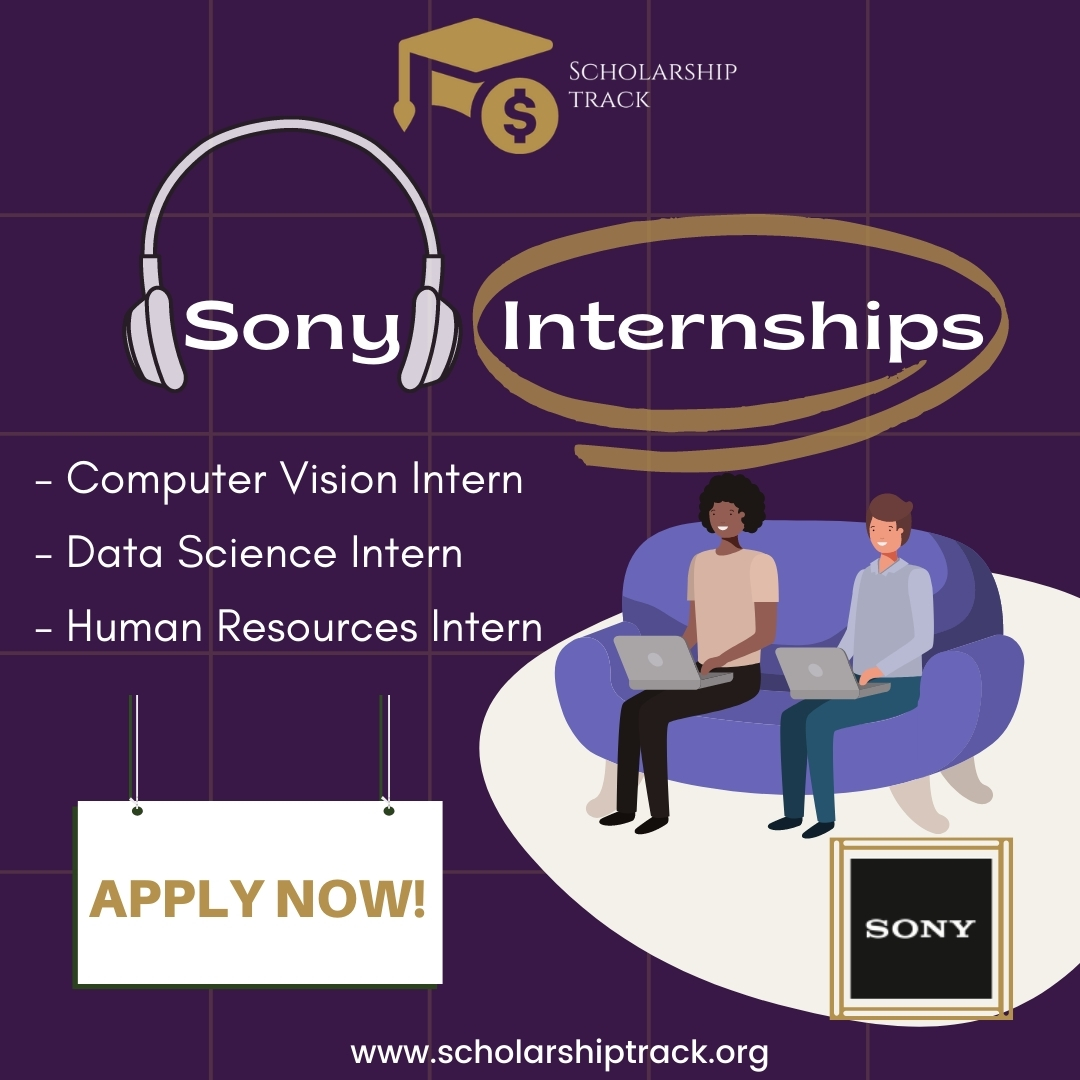 Scholarship
track
$
Sony Internships
- Computer Vision Intern
- Data Science Intern
- Human Resources Intern
APPLY NOW!
SONY
www.scholarshiptrack.org